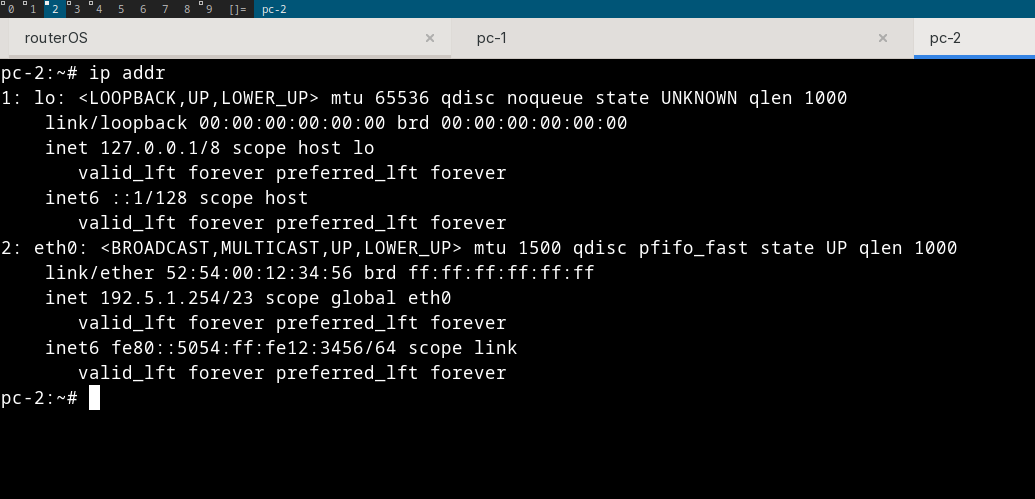 0 1 2 3 4 5 6 7 8 9 []= pc-2
routerOS × pc-1 × pc-2
pc-2:~# ip addr
1: lo: <LOOPBACK,UP,LOWER_UP> mtu 65536 qdisc noqueue state UNKNOWN qlen 1000
    link/loopback 00:00:00:00:00:00 brd 00:00:00:00:00:00
    inet 127.0.0.1/8 scope host lo
       valid_lft forever preferred_lft forever
    inet6 ::1/128 scope host
       valid_lft forever preferred_lft forever
2: eth0: <BROADCAST,MULTICAST,UP,LOWER_UP> mtu 1500 qdisc pfifo_fast state UP qlen 1000
    link/ether 52:54:00:12:34:56 brd ff:ff:ff:ff:ff:ff
    inet 192.5.1.254/23 scope global eth0
       valid_lft forever preferred_lft forever
    inet6 fe80::5054:ff:fe12:3456/64 scope link
       valid_lft forever preferred_lft forever
pc-2:~#